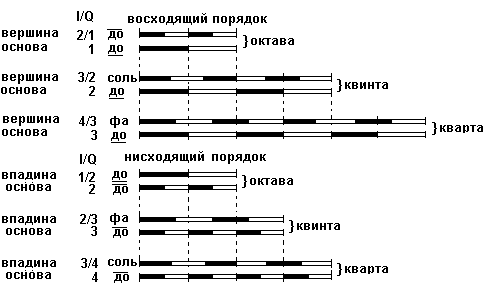 I/Q восходящий порядок
вершина 2/1 до
основа 1 до }октава
вершина 3/2 соль
основа 2 до }квинта
вершина 4/3 фа
основа 3 до }кварта
I/Q нисходящий порядок
впадина 1/2 до
основа 2 до }октава
впадина 2/3 фа
основа 3 до }квинта
впадина 3/4 соль
основа 4 до }кварта